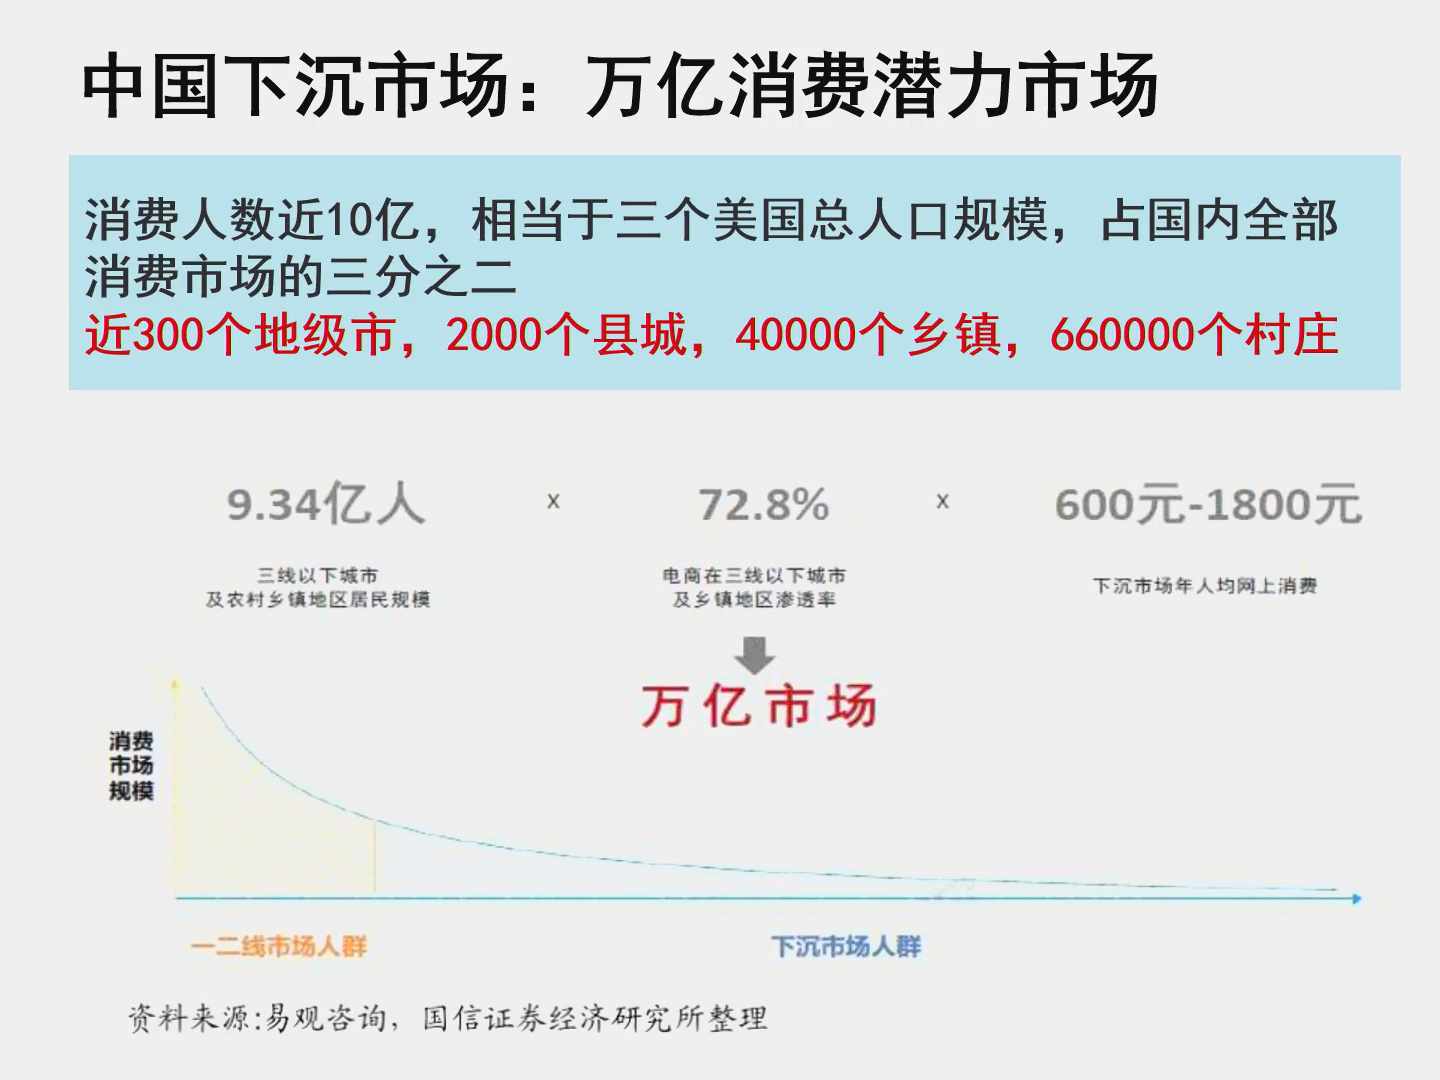 中国下沉市场：万亿消费潜力市场
消费人数近10亿，相当于三个美国总人口规模，占国内全部
消费市场的三分之二
近300个地级市，2000个县城，40000个乡镇，660000个村庄
9.34亿人 x 72.8% x 600元-1800元
三线以下城市
及农村乡镇地区居民规模
电商在三线以下城市
及乡镇地区渗透率
下沉市场年人均网上消费
万亿市场
消费
市场
规模
一二线市场人群
下沉市场人群
资料来源:易观咨询，国信证券经济研究所整理